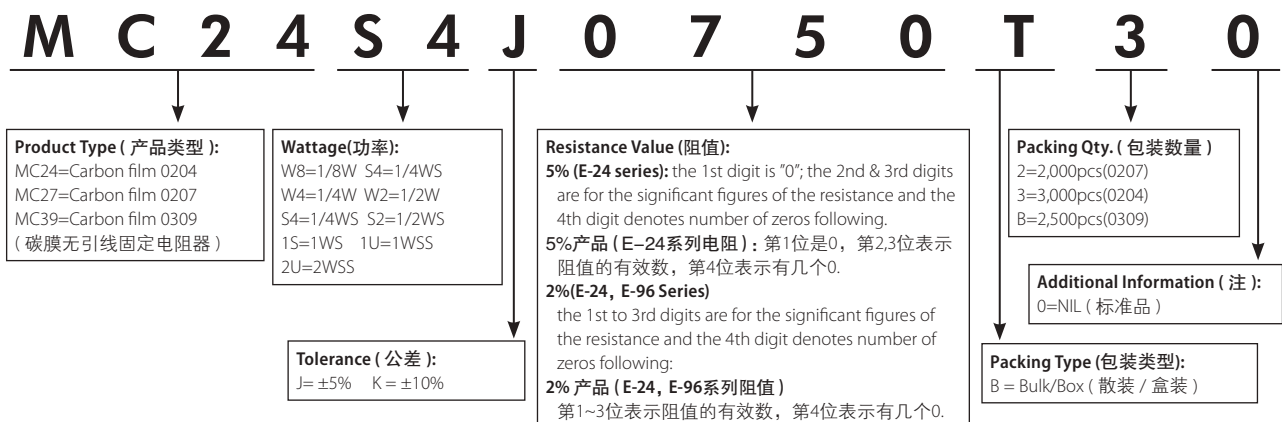 MC24S4J0750T30
Product Type ( 产品类型 ):
MC24=Carbon film 0204
MC27=Carbon film 0207
MC39=Carbon film 0309
( 碳膜无引线固定电阻器 )
Wattage(功率):
W8=1/8W S4=1/4WS
W4=1/4W W2=1/2W
S4=1/4WS S2=1/2WS
1S=1WS 1U=1WSS
2U=2WSS
Tolerance ( 公差 ):
J= ±5% K = ±10%
Resistance Value (阻值):
5% (E-24 series): the 1st digit is "0"; the 2nd & 3rd digits
are for the significant figures of the resistance and the
4th digit denotes number of zeros following.
5%产品 ( E–24系列电阻 ) : 第1位是0，第2,3位表示
阻值的有效数，第4位表示有几个0.
2%(E-24, E-96 Series)
the 1st to 3rd digits are for the significant figures of
the resistance and the 4th digit denotes number of
zeros following:
2% 产品 ( E-24, E-96系列阻值 )
第1~3位表示阻值的有效数，第4位表示有几个0.
Packing Qty. ( 包装数量 )
2=2,000pcs(0207)
3=3,000pcs(0204)
B=2,500pcs(0309)
Additional Information ( 注 ):
0=NIL ( 标准品 )
Packing Type (包装类型):
B = Bulk/Box ( 散装 / 盒装 )